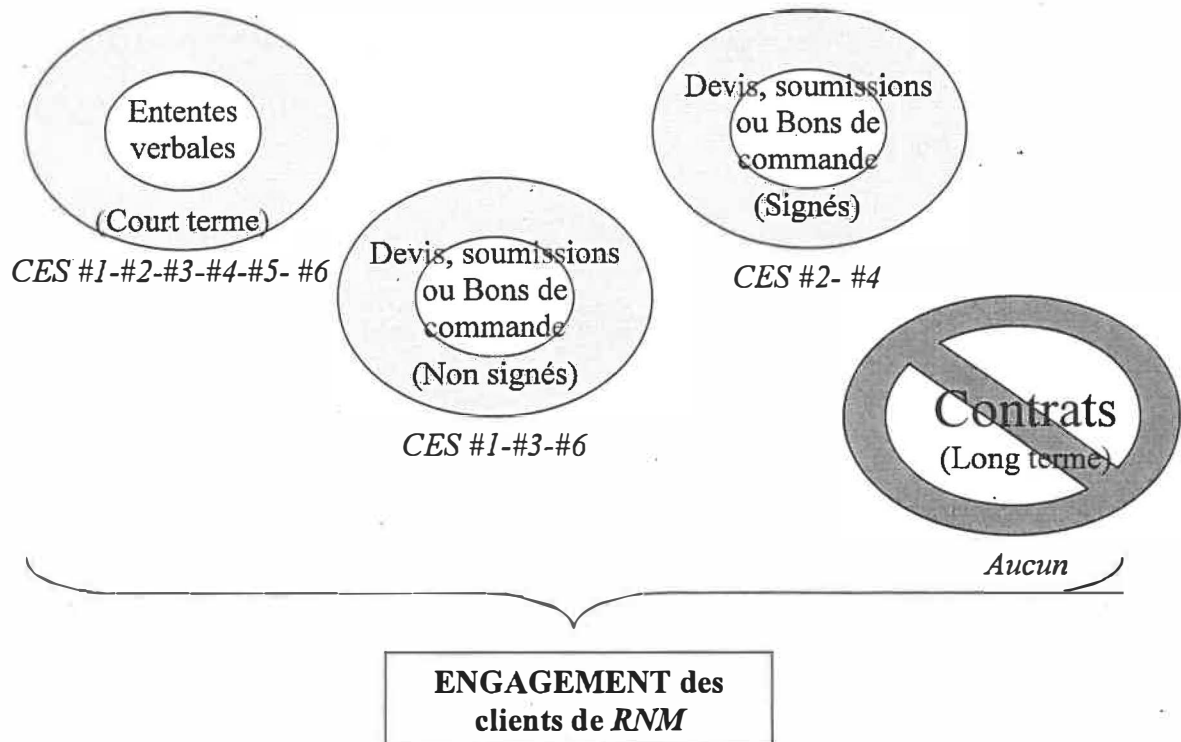 Ententes
verbales
(Court terme)
CES #1-#2-#3-#4-#5- #6
Devis, soumissions
ou Bons de
commande
(Non signés)
CES #1-#3-#6
Devis, soumissions
ou Bons de
commande
(Signés)
CES #2- #4
Contrats
(Long terme)
Aucun
ENGAGEMENT des
clients de RNM